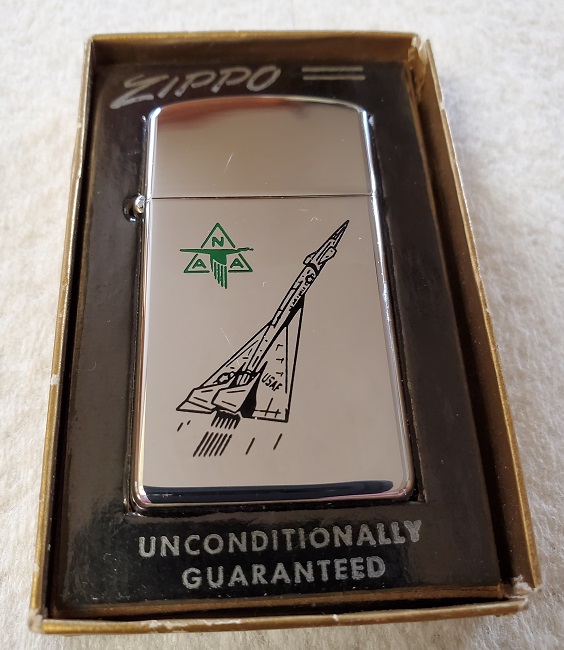 ZIPPO
N
A A
USAF
UNCONDITIONALLY
GUARANTEED